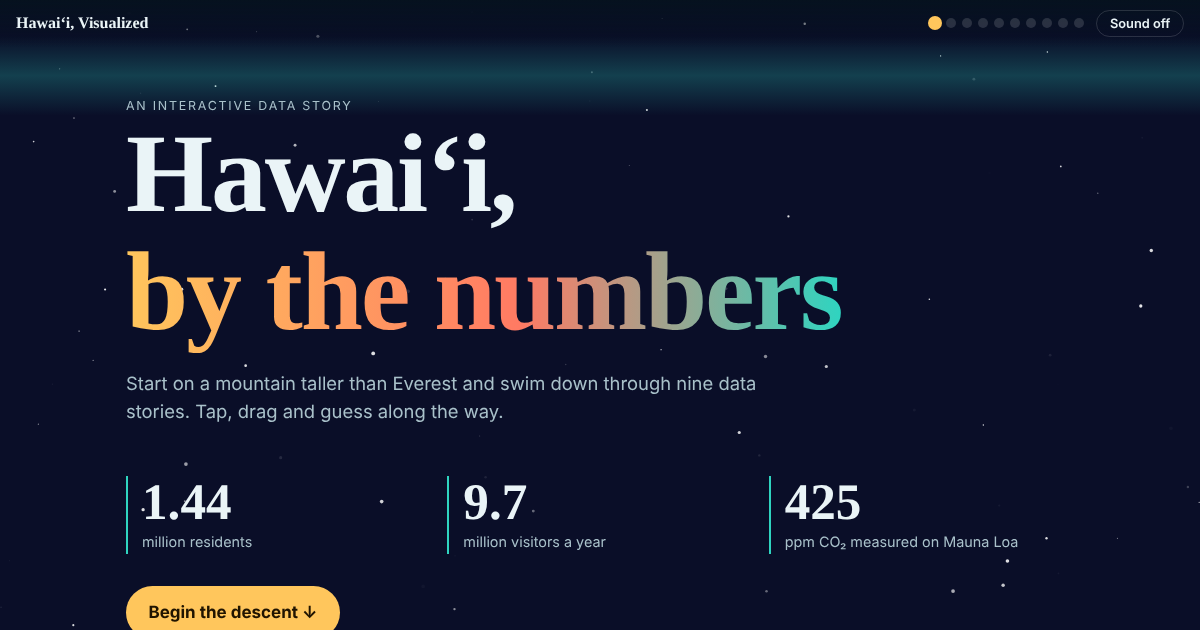 Hawaiʻi, Visualized
Sound off
AN INTERACTIVE DATA STORY
Hawaiʻi,
by the numbers
Start on a mountain taller than Everest and swim down through nine data
stories. Tap, drag and guess along the way.
1.44
million residents
9.7
million visitors a year
425
ppm CO₂ measured on Mauna Loa
Begin the descent ↓